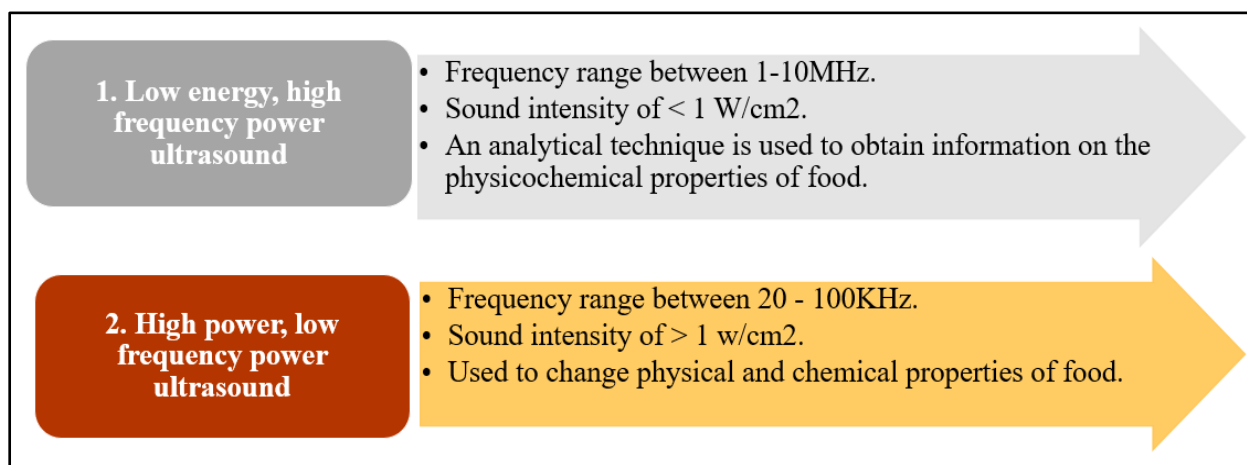 1. Low energy, high
frequency power
ultrasound
• Frequency range between 1-10MHz.
• Sound intensity of < 1 W/cm2.
• An analytical technique is used to obtain information on the
physicochemical properties of food.
2. High power, low
frequency power
ultrasound
• Frequency range between 20 - 100KHz.
• Sound intensity of > 1 w/cm2.
• Used to change physical and chemical properties of food.